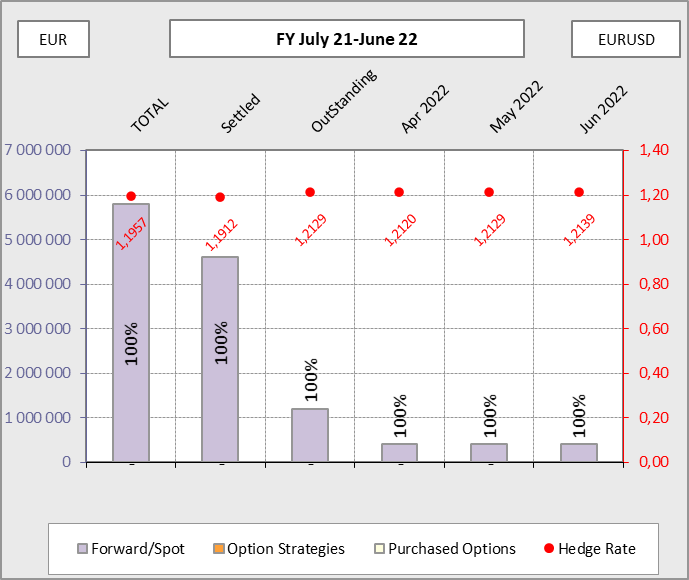 EUR
FY July 21-June 22
EURUSD
TOTAL
Settled
OutStanding
Apr 2022
May 2022
Jun 2022
7 000 000
6 000 000
5 000 000
4 000 000
3 000 000
2 000 000
1 000 000
0
1,40
1,20
1,00
0,80
0,60
0,40
0,20
0,00
1,1957
1,1912
1,2129
1,2120
1,2129
1,2139
100%
100%
100%
100%
100%
100%
-
-
-
-
-
-
Forward/Spot
Option Strategies
Purchased Options
Hedge Rate